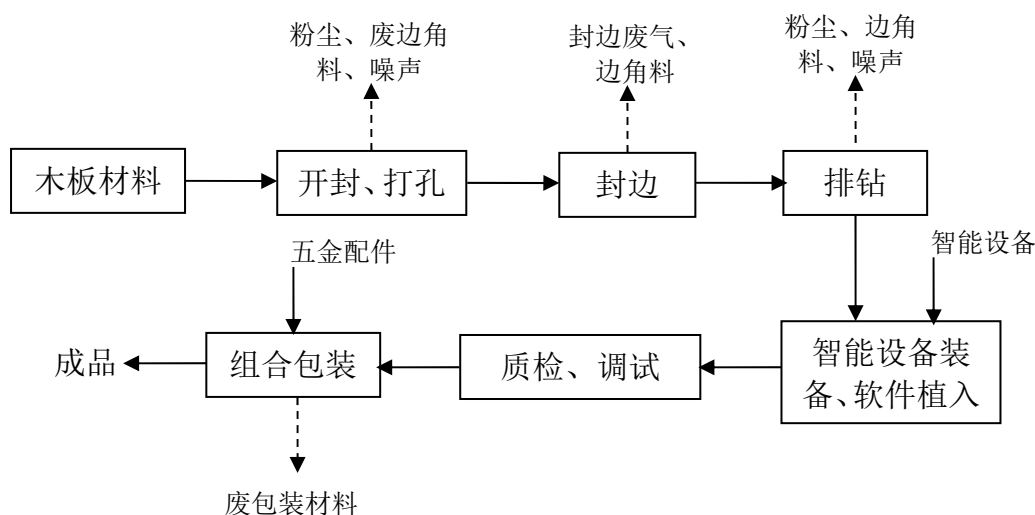 粉尘、废边角
料、噪声
封边废气、
边角料
粉尘、边角
料、噪声
木板材料
开封、打孔
封边
排钻
五金配件
智能设备
成品
组合包装
质检、调试
智能设备装
备、软件植入
废包装材料